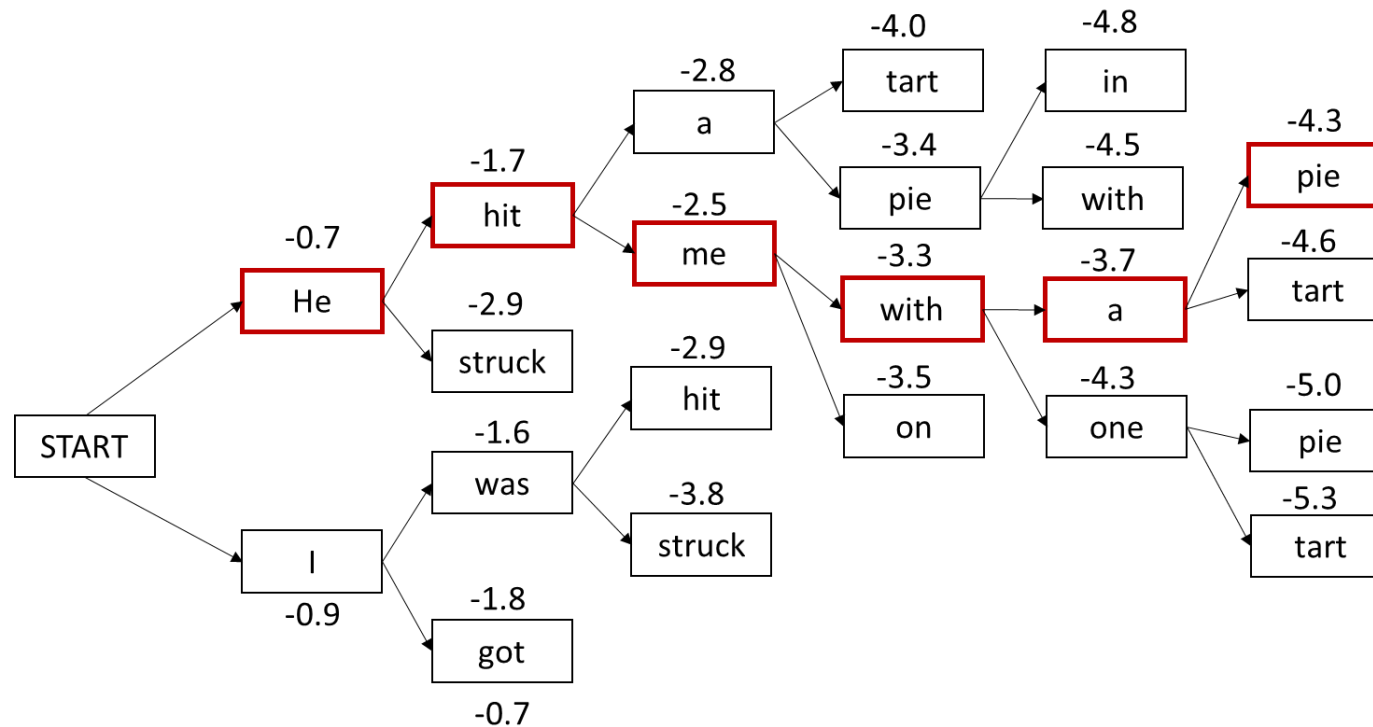 -4.0
-4.8
tart
in
-2.8
a
-4.3
pie
-1.7
hit
-3.4
pie
-4.5
with
-2.5
me
-0.7
He
-3.3
with
-3.7
a
-4.6
tart
-2.9
struck
-2.9
hit
-3.5
on
-4.3
one
-5.0
pie
START
-1.6
was
-3.8
struck
-5.3
tart
I
-0.9
-1.8
got
-0.7